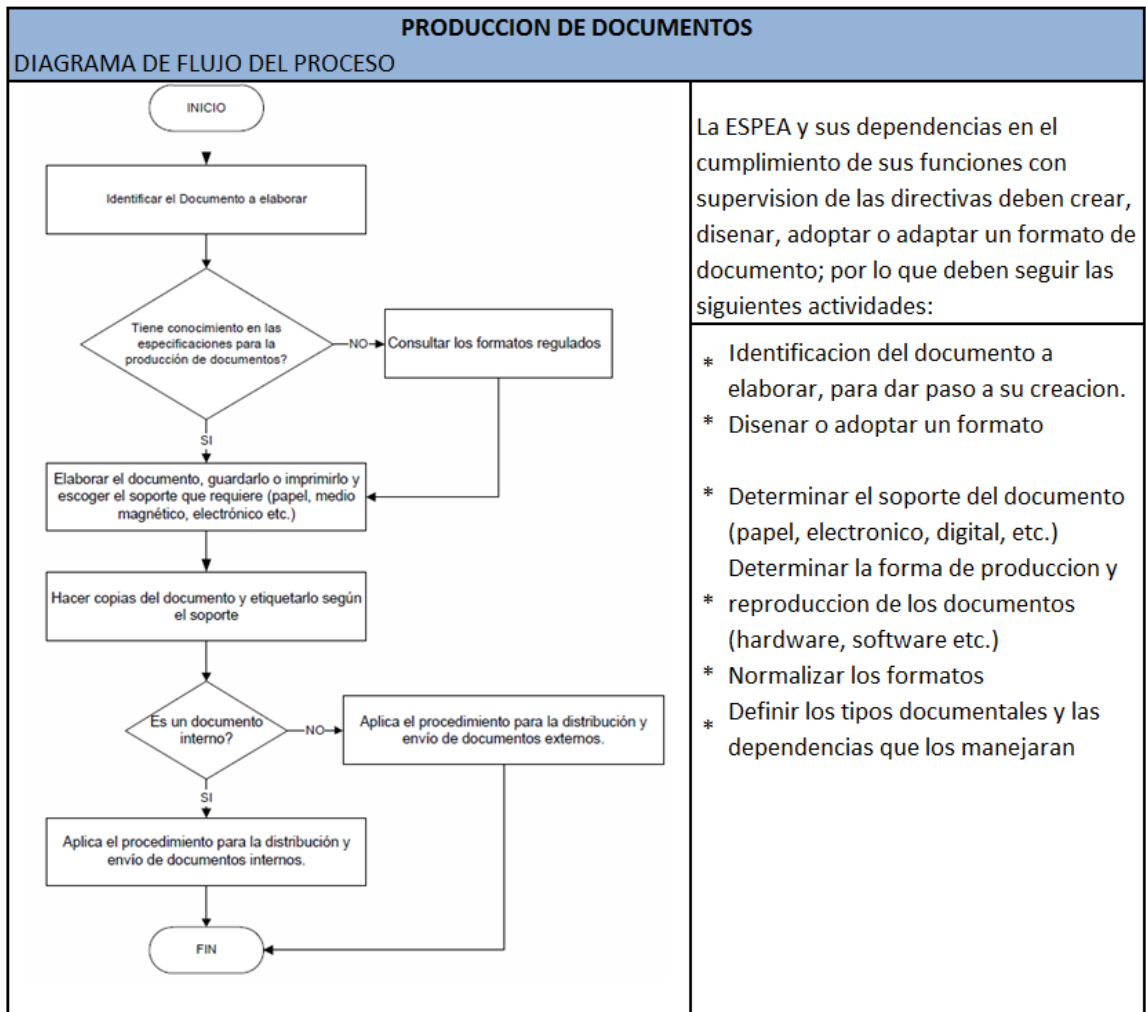 PRODUCCION DE DOCUMENTOS
DIAGRAMA DE FLUJO DEL PROCESO
INICIO
Identificar el Documento a elaborar
Tiene conocimiento en las
especificaciones para la
producción de documentos?
NO
Consultar los formatos regulados
SI
Elaborar el documento, guardarlo o imprimirlo y
escoger el soporte que requiere (papel, medio
magnético, electrónico etc.)
Hacer copias del documento y etiquetarlo según
el soporte
Es un documento
interno?
NO
Aplica el procedimiento para la distribución y
envío de documentos externos.
SI
Aplica el procedimiento para la distribución y
envío de documentos internos.
FIN
La ESPEA y sus dependencias en el
cumplimiento de sus funciones con
supervision de las directivas deben crear,
disenar, adoptar o adaptar un formato de
documento; por lo que deben seguir las
siguientes actividades:
* Identificacion del documento a
elaborar, para dar paso a su creacion.
* Disenar o adoptar un formato
* Determinar el soporte del documento
(papel, electronico, digital, etc.)
Determinar la forma de produccion y
* reproduccion de los documentos
(hardware, software etc.)
* Normalizar los formatos
* Definir los tipos documentales y las
dependencias que los manejaran